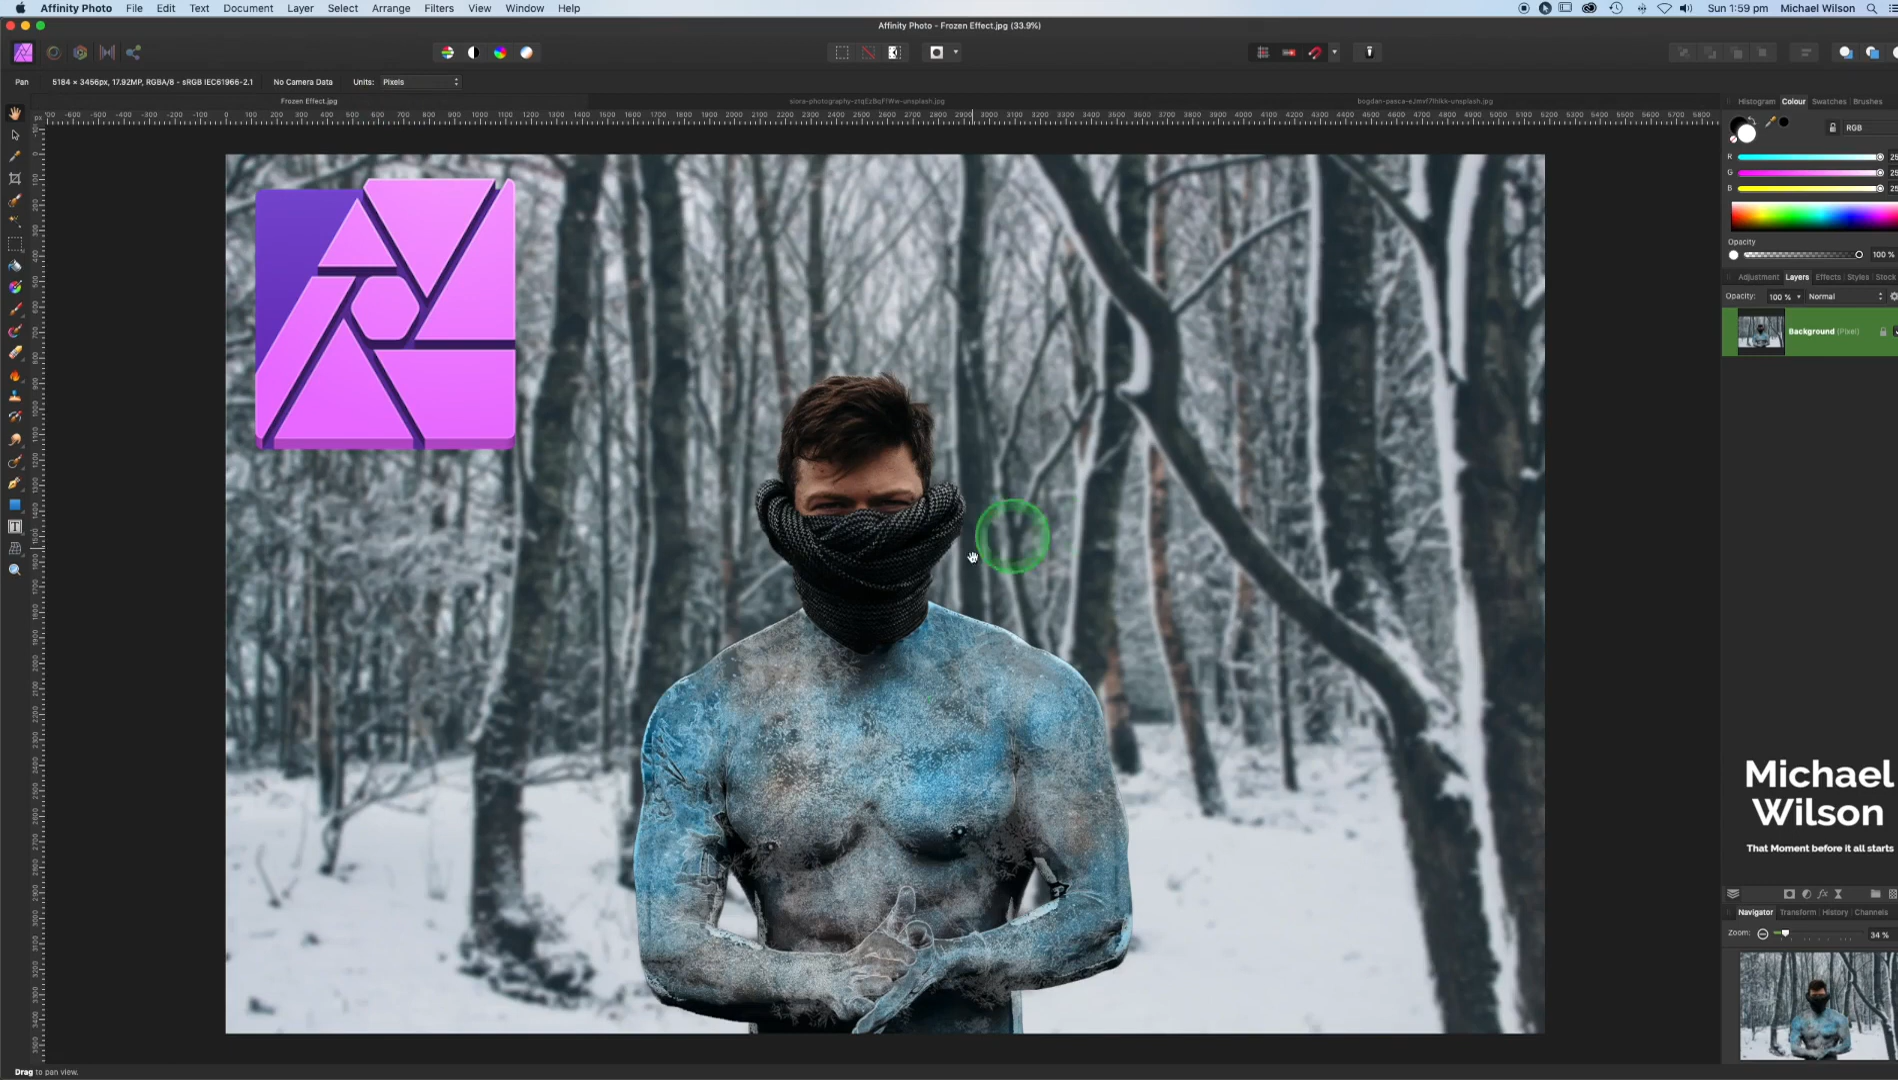 Affinity Photo File Edit Text Document Layer Select Arrange Filters View Window Help Sun 1:59 pm Michael Wilson
Affinity Photo - Frozen Effect.jpg (33.9%)
Pan 5184 × 3456px, 17.92MP, RGBA/8 - sRGB IEC61966-2.1 No Camera Data Units: Pixels
Frozen Effect.jpg
Histogram Colour Swatches Brushes
RGB
R
G
B
Opacity
100 %
Adjustment Layers Effects Styles Stock
Opacity: 100 % Normal
Background (Pixel)
Michael
Wilson
That Moment before it all starts
Navigator Transform History Channels
Zoom: 34 %
Drag to pan view.